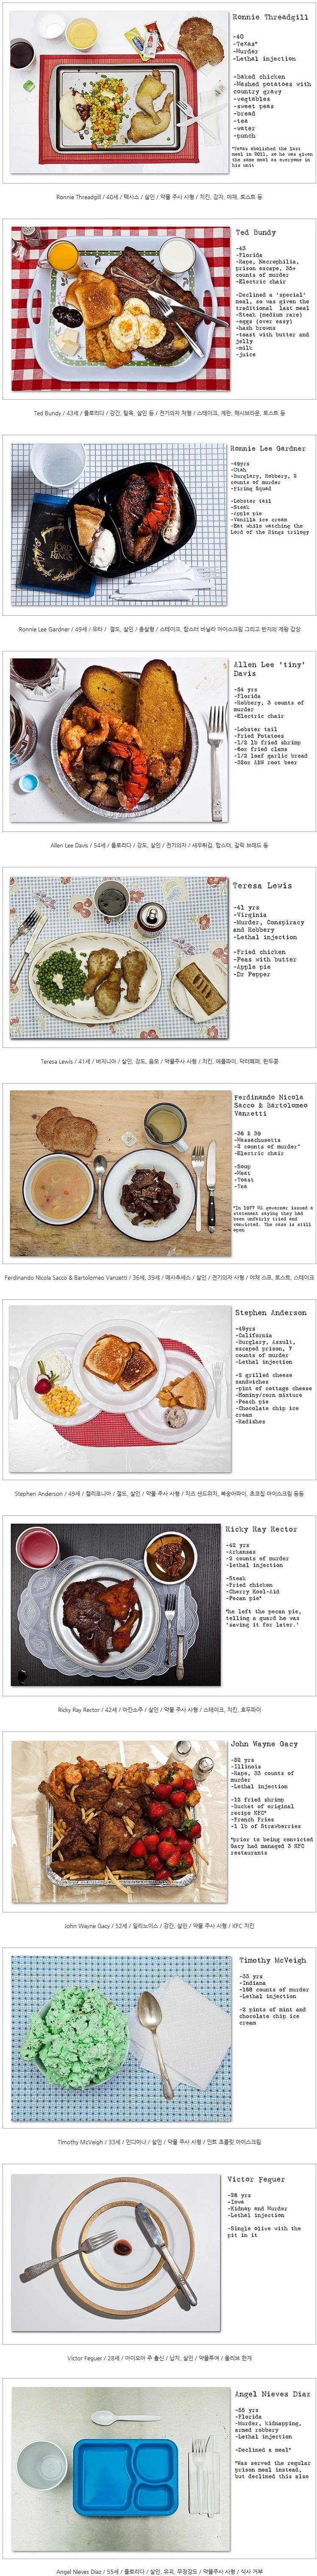 Ronnie Threadgill
-40
-Texas*
-Murder
-Lethal injection
-Baked chicken
-Mashed potatoes with
country gravy
-vegtables
-sweet peas
-bread
-tea
-water
-punch
*Texas abolished the last
meal in 2011, so he was given
the same meal as everyone in
his unit
Ronnie Threadgill / 40세 / 텍사스 / 살인 / 약물 주사 사형 / 치킨, 감자, 야채, 토스트 등
Ted Bundy
-43
-Florida
-Rape, Necrophilia,
prison escape, 35+
counts of murder
-Electric chair
-Declined a 'special'
meal, so was given the
traditional last meal
-Steak (medium rare)
-eggs (over easy)
-hash browns
-toast with butter and
jelly
-milk
-juice
Ted Bundy / 43세 / 플로리다 / 강간, 탈옥, 살인 등 / 전기의자 처형 / 스테이크, 계란, 해시브라운, 토스트 등
Ronnie Lee Gardner
-49yrs
-Utah
-Burglary, Robbery, 2
counts of murder
-Firing Squad
-Lobster tail
-Steak
-Apple pie
-Vanilla ice cream
-Eat while watching the
Lord of the Rings trilogy
THE LORD
OF THE RINGS
Ronnie Lee Gardner / 49세 / 유타 / 절도, 살인 / 총살형 / 스테이크, 랍스터 바닐라 아이스크림 그리고 반지의 제왕 감상
Allen Lee 'tiny'
Davis
-54 yrs
-Florida
-Robbery, 3 counts of
murder
-Electric chair
-Lobster tail
-Fried Potatoes
-1/2 lb fried shrimp
-6oz fried clams
-1/2 loaf garlic bread
-32oz A&W root beer
Allen Lee Davis / 54세 / 플로리다 / 강도, 살인 / 전기의자 / 새우튀김, 랍스터, 갈릭 브레드 등
Teresa Lewis
-41 yrs
-Virginia
-Murder, Conspiracy
and Robbery
-Lethal injection
-Fried chicken
-Peas with butter
-Apple pie
-Dr Pepper
Teresa Lewis / 41세 / 버지니아 / 살인, 강도, 음모 / 약물주사 사형 / 치킨, 애플파이, 닥터페퍼, 완두콩
Ferdinando Nicola
Sacco & Bartolomeo
Vanzetti
-36 & 39
-Massachusetts
-2 counts of murder*
-Electric chair
-Soup
-Meat
-Toast
-Tea
*In 1977 MA governer issued a
statement saying they had
been unfairly tried and
convicted. The case is still
open
Ferdinando Nicola Sacco & Bartolomeo Vanzetti / 36세, 39세 / 메사추세스 / 살인 / 전기의자 사형 / 야채 스프, 토스트, 스테이크
Stephen Anderson
-49yrs
-California
-Burglary, Assult,
escaped prison, 7
counts of murder
-Lethal injection
-2 grilled cheese
sandwiches
-pint of cottage cheese
-Hominy/corn mixture
-Peach pie
-Chocolate chip ice
cream
-Radishes
Stephen Anderson / 49세 / 캘리포니아 / 절도, 살인 / 약물 주사 사형 / 치즈 샌드위치, 복숭아파이, 초코칩 아이스크림 등등
Ricky Ray Rector
-42 yrs
-Arkansas
-2 counts of murder
-lethal injection
-Steak
-Fried chicken
-Cherry Kool-Aid
-Pecan pie*
*he left the pecan pie,
telling a guard he was
'saving it for later.'
Ricky Ray Rector / 42세 / 아칸소주 / 살인 / 약물 주사 사형 / 스테이크, 치킨, 호두파이
John Wayne Gacy
-52 yrs
-Illinois
-Rape, 33 counts of
murder
-Lethal injection
-12 fried shrimp
-Bucket of original
recipe KFC*
-French Fries
-1 lb of Strawberries
*prior to being convicted
Gacy had managed 3 KFC
restaurants
John Wayne Gacy / 52세 / 일리노이스 / 강간, 살인 / 약물 주사 사형 / KFC 치킨
Timothy McVeigh
-33 yrs
-Indiana
-168 counts of murder
-Lethal injection
-2 pints of mint and
chocolate chip ice
cream
Timothy McVeigh / 33세 / 인디아나 / 살인 / 약물 주사 사형 / 민트 초콜릿 아이스크림
Victor Feguer
-28 yrs
-Iowa
-Kidnap and Murder
-Lethal injection
-Single olive with the
pit in it
Victor Feguer / 28세 / 아이오아 주 출신 / 납치, 살인 / 약물투여 / 올리브 한개
Angel Nieves Diaz
-55 yrs
-Florida
-Murder, kidnapping,
armed robbery
-Lethal injection
-Declined a meal*
*Was served the regular
prison meal instead,
but declined this also
Angel Nieves Diaz / 55세 / 플로리다 / 살인, 유괴, 무장강도 / 약물주사 사형 / 식사 거부